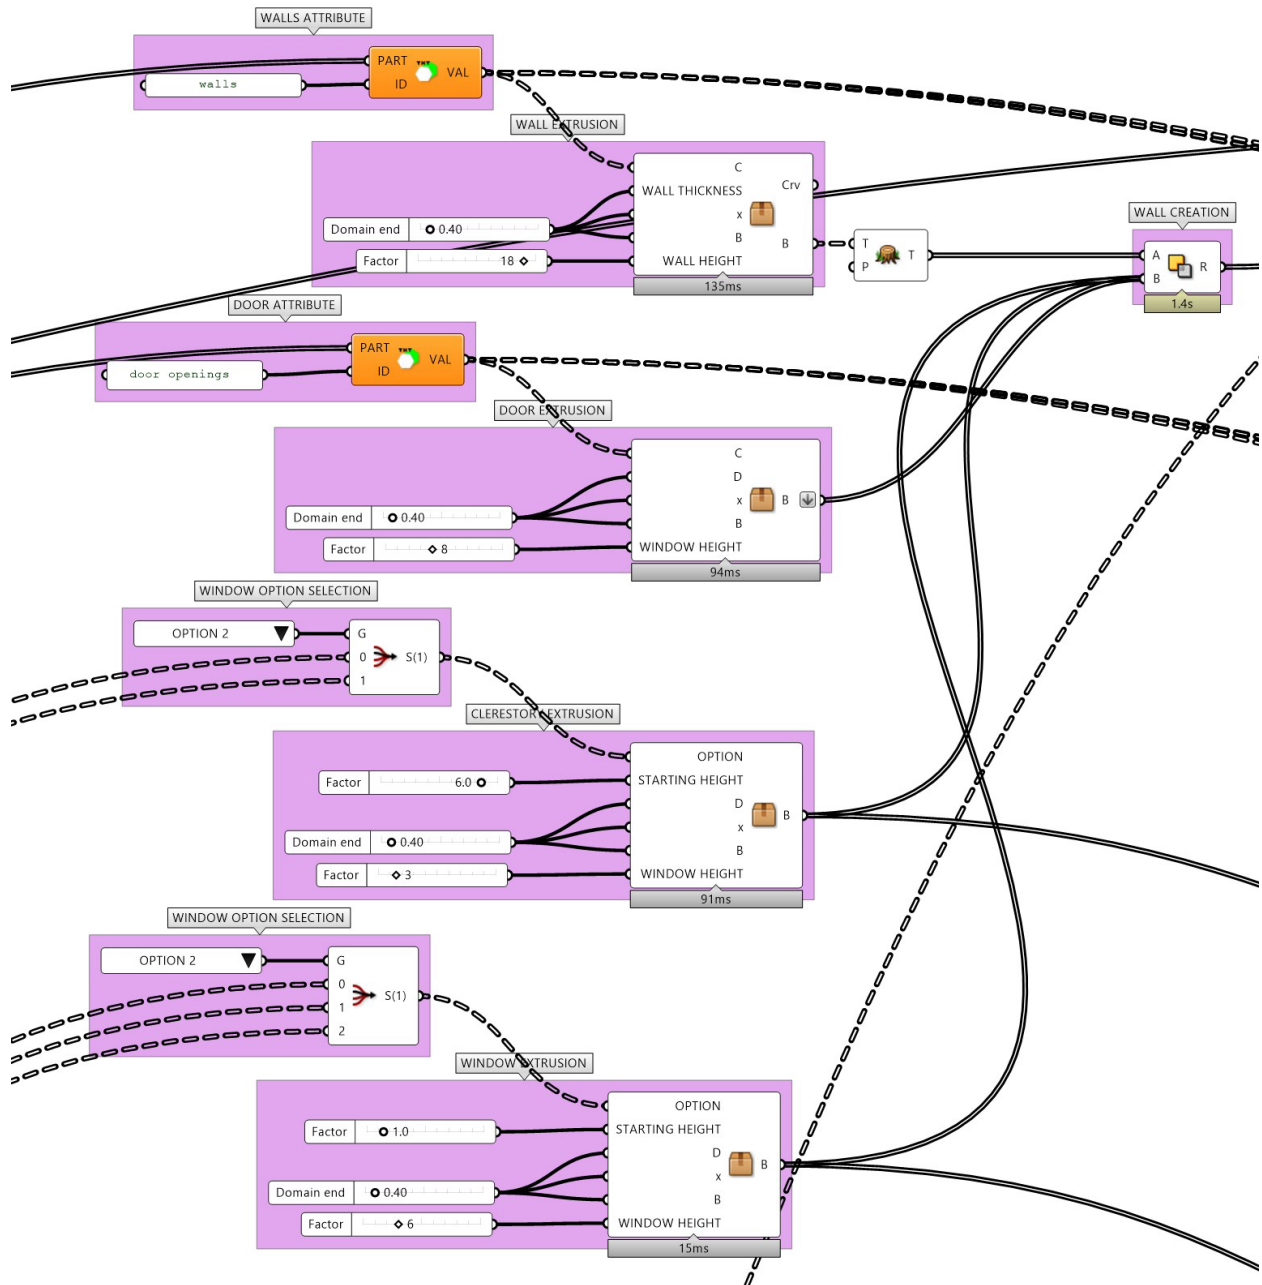 WALLS ATTRIBUTE
PART
VAL
walls
ID
WALL EXTRUSION
C
WALL THICKNESS
Crv
x
Domain end 0.40
B
B
Factor 18
WALL HEIGHT
135ms
T
P
T
WALL CREATION
A
B
R
1.4s
DOOR ATTRIBUTE
PART
VAL
door openings
ID
DOOR EXTRUSION
C
D
x
B
Domain end 0.40
B
Factor 8
WINDOW HEIGHT
94ms
WINDOW OPTION SELECTION
OPTION 2
G
0
S(1)
1
CLERESTORY EXTRUSION
OPTION
Factor 6.0
STARTING HEIGHT
D
x
B
Domain end 0.40
B
Factor 3
WINDOW HEIGHT
91ms
WINDOW OPTION SELECTION
OPTION 2
G
0
S(1)
1
2
WINDOW EXTRUSION
OPTION
Factor 1.0
STARTING HEIGHT
D
x
B
Domain end 0.40
B
Factor 6
WINDOW HEIGHT
15ms